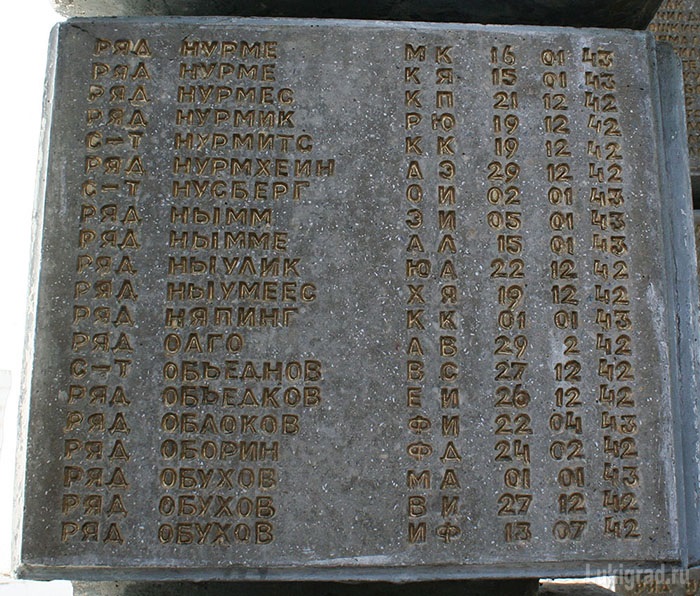 РЯД НУРМЕ М К 16 01 43
РЯД НУРМЕ К Я 15 01 43
РЯД НУРМЕС К П 21 12 42
РЯД НУРМИК Р Ю 19 12 42
С-Т НУРМИТС К К 19 12 42
РЯД НУРМХЕИН А Э 29 12 42
С-Т НУСБЕРГ О И 02 01 43
РЯД НЫММ Э И 05 01 43
РЯД НЫММЕ А Л 15 01 43
РЯД НЫУЛИК Ю А 22 12 42
РЯД НЫУМЕЕС Х Я 19 12 42
РЯД НЯПИНГ К К 01 01 43
РЯД ОАГО А В 29 2 42
С-Т ОБЪЕДНОВ В С 27 12 42
РЯД ОБЪЕДКОВ Е И 26 12 42
РЯД ОБЛОКОВ Ф И 22 04 43
РЯД ОБОРИН Ф Д 24 02 42
РЯД ОБУХОВ М А 01 01 43
РЯД ОБУХОВ В И 27 12 42
РЯД ОБУХОВ И Ф 13 07 42
Lukigrad.ru